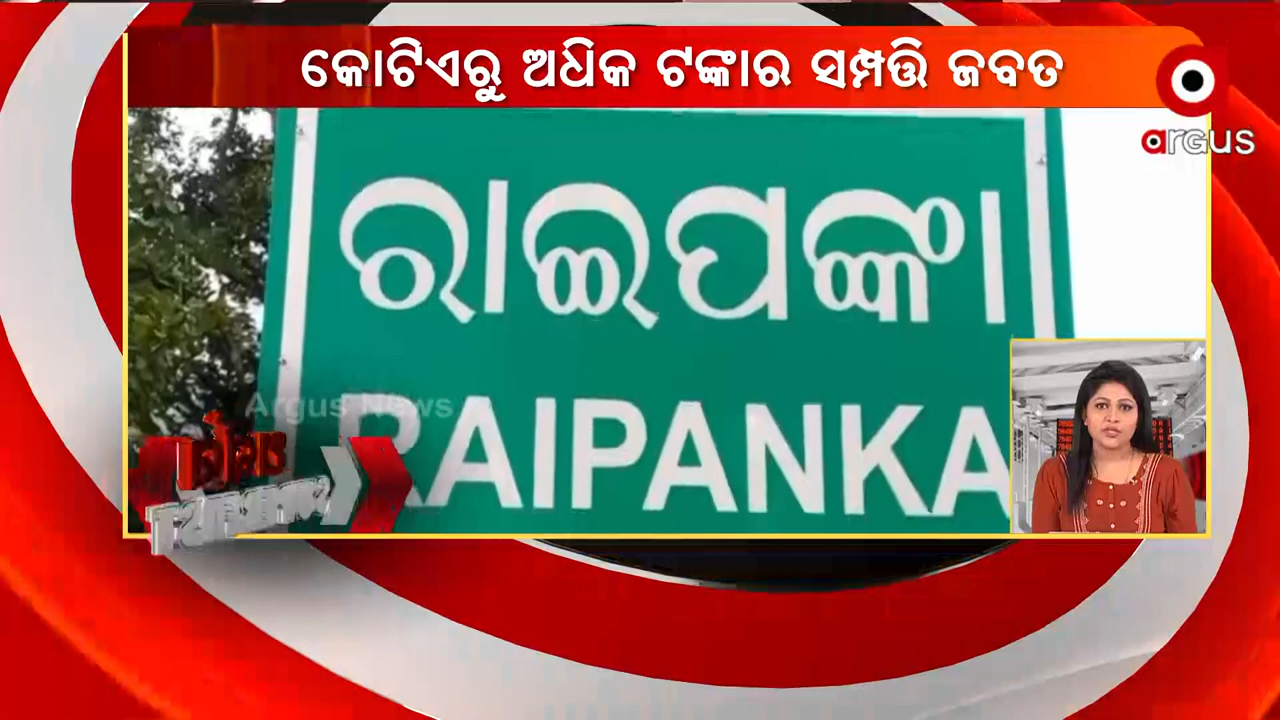 କୋଟିଏରୁ ଅଧିକ ଟଙ୍କାର ସମ୍ପତ୍ତି ଜବତ
argus
ରାଇପଙ୍କା
Argus News
RAIPANKA